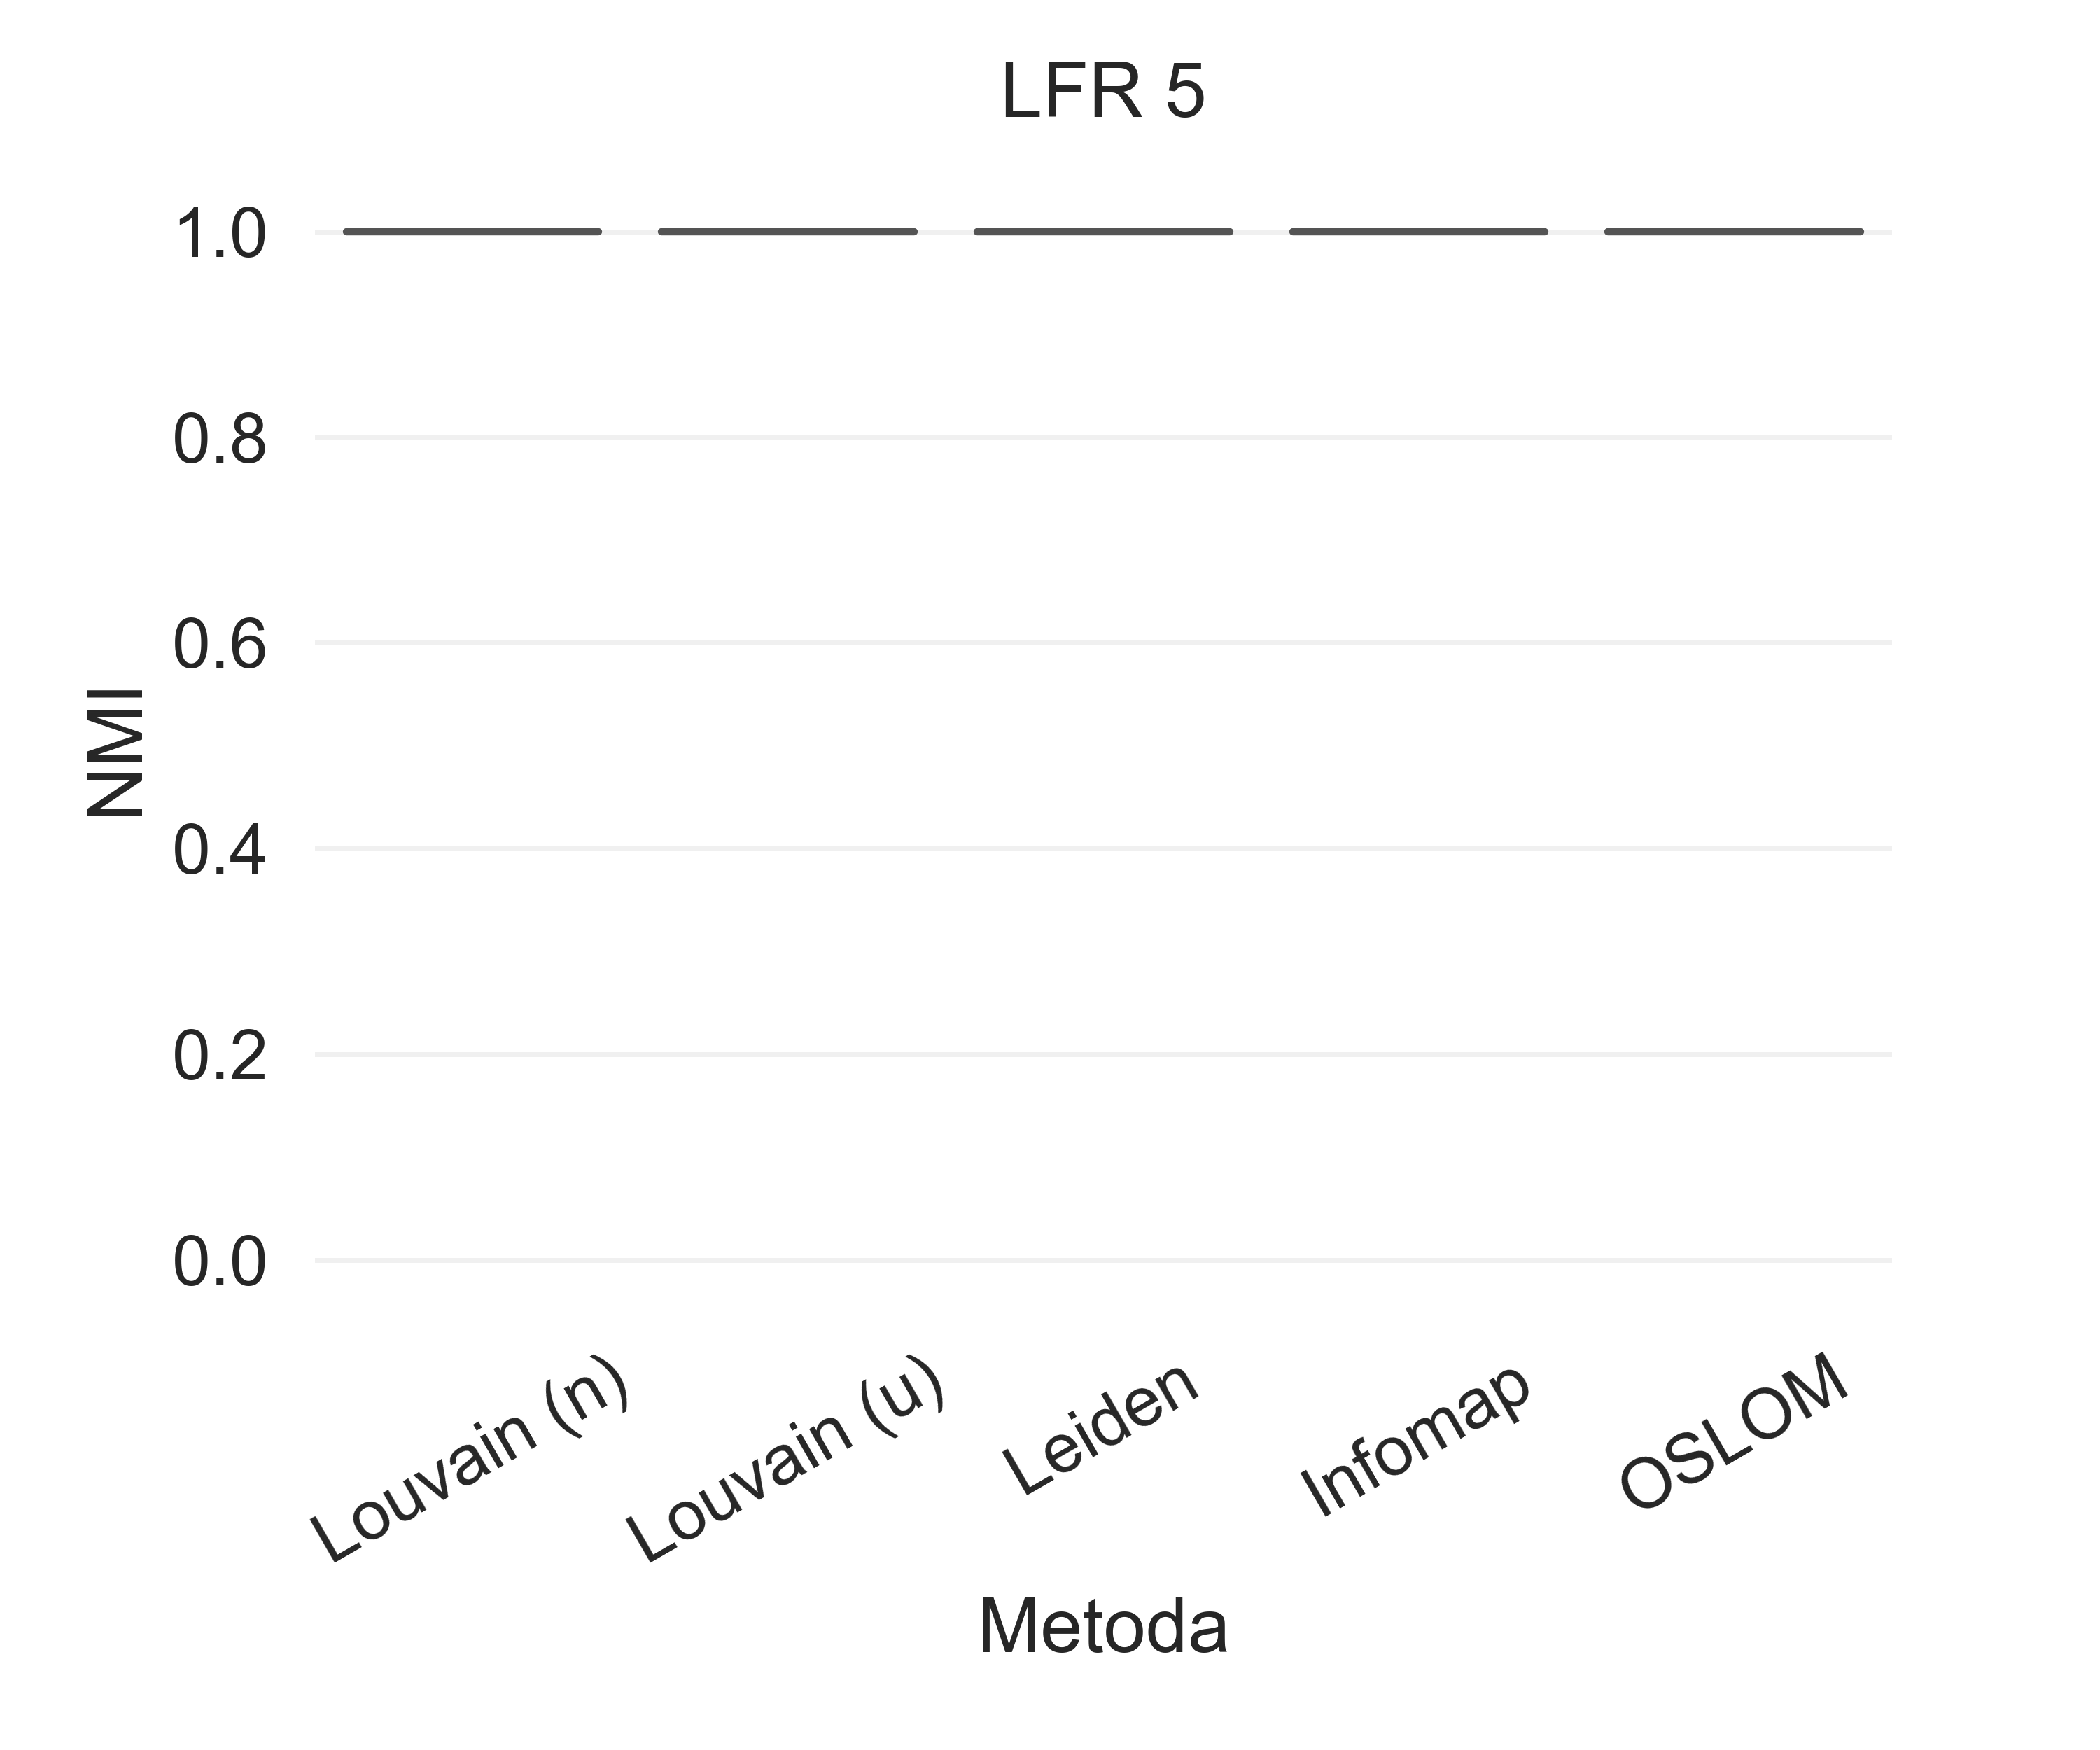 LFR 5
1.0
0.8
0.6
0.4
0.2
0.0
NMI
Louvain (n)
Louvain (u)
Leiden
Infomap
OSLOM
Metoda